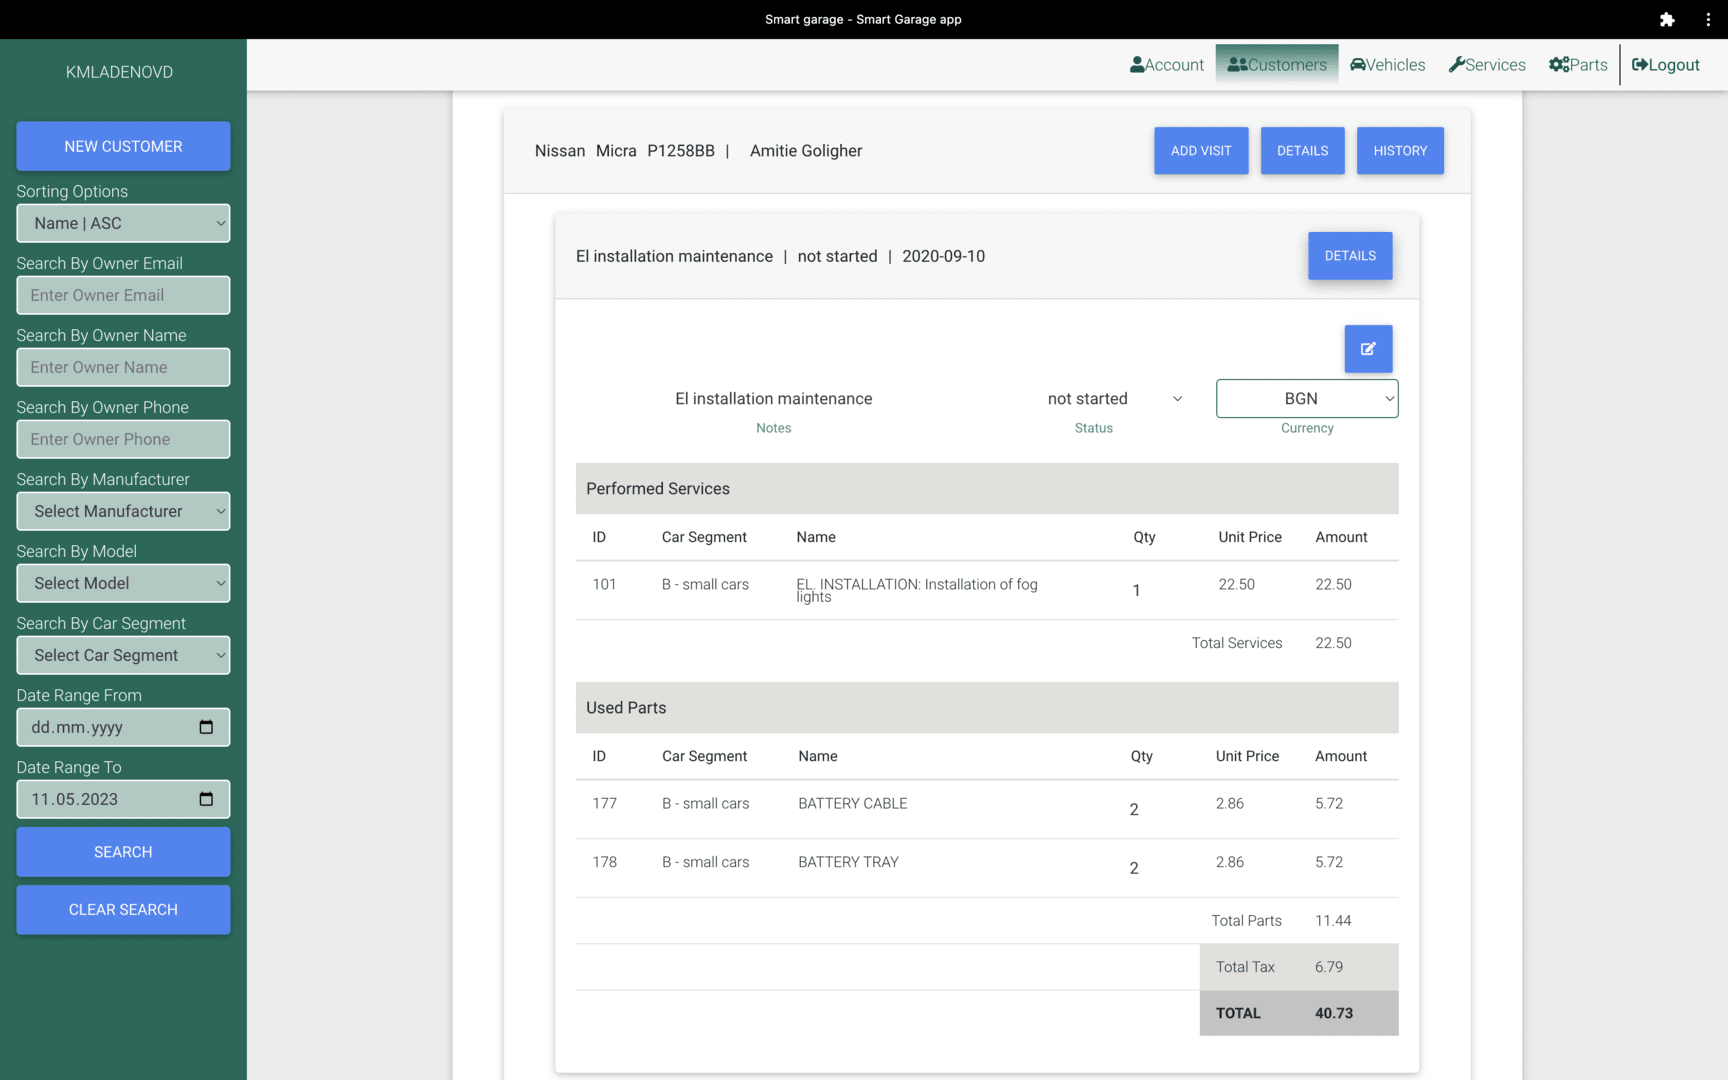 Smart garage - Smart Garage app
KMLADENOVD
Account Customers Vehicles Services Parts Logout
NEW CUSTOMER
Sorting Options
Name | ASC
Search By Owner Email
Enter Owner Email
Search By Owner Name
Enter Owner Name
Search By Owner Phone
Enter Owner Phone
Search By Manufacturer
Select Manufacturer
Search By Model
Select Model
Search By Car Segment
Select Car Segment
Date Range From
dd.mm.yyyy
Date Range To
11.05.2023
SEARCH
CLEAR SEARCH
Nissan Micra P1258BB | Amitie Goligher
ADD VISIT DETAILS HISTORY
El installation maintenance | not started | 2020-09-10
DETAILS
El installation maintenance not started BGN
Notes Status Currency
Performed Services
ID Car Segment Name Qty Unit Price Amount
101 B - small cars EL. INSTALLATION: Installation of fog lights 1 22.50 22.50
Total Services 22.50
Used Parts
ID Car Segment Name Qty Unit Price Amount
177 B - small cars BATTERY CABLE 2 2.86 5.72
178 B - small cars BATTERY TRAY 2 2.86 5.72
Total Parts 11.44
Total Tax 6.79
TOTAL 40.73